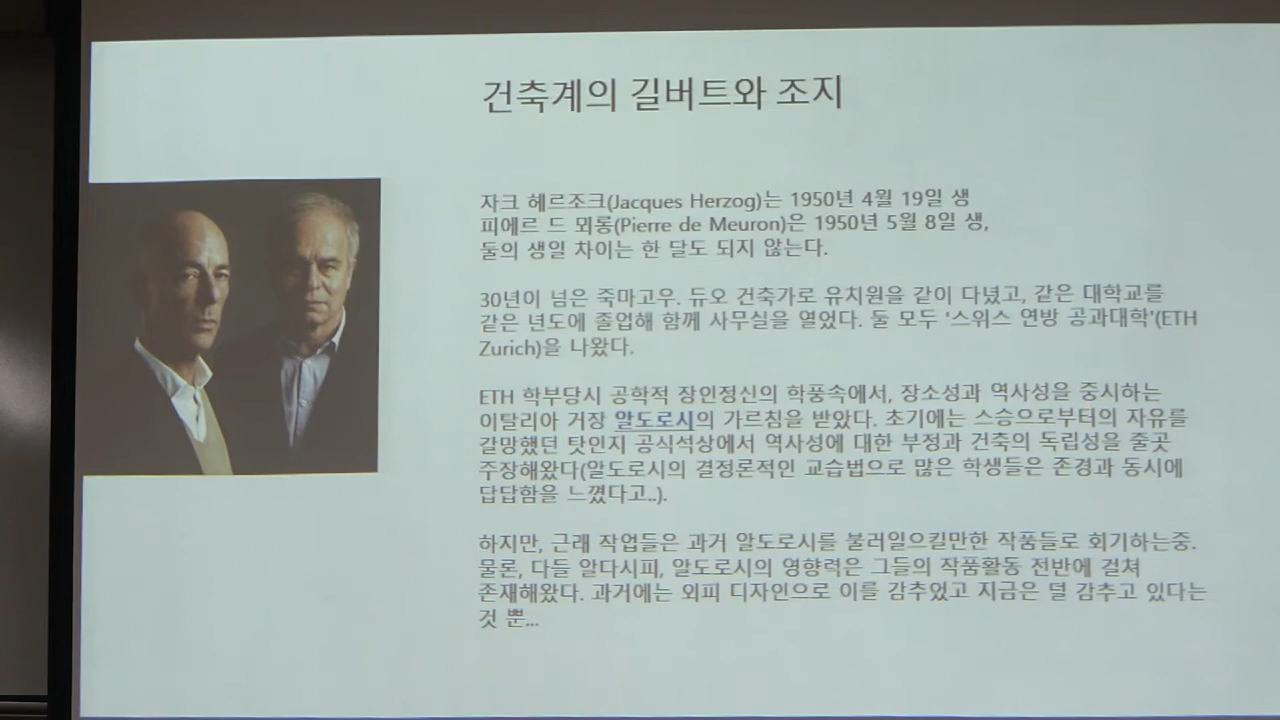 건축계의 길버트와 조지
자크 헤르조크(Jacques Herzog)는 1950년 4월 19일 생
피에르 드 뫼롱(Pierre de Meuron)은 1950년 5월 8일 생,
둘의 생일 차이는 한 달도 되지 않는다.
30년이 넘은 죽마고우. 듀오 건축가로 유치원을 같이 다녔고, 같은 대학교를
같은 년도에 졸업해 함께 사무실을 열었다. 둘 모두 '스위스 연방 공과대학'(ETH
Zurich)을 나왔다.
ETH 학부당시 공학적 장인정신의 학풍속에서, 장소성과 역사성을 중시하는
이탈리아 거장 알도로시의 가르침을 받았다. 초기에는 스승으로부터의 자유를
갈망했던 탓인지 공식석상에서 역사성에 대한 부정과 건축의 독립성을 줄곳
주장해왔다(알도로시의 결정론적인 교습법으로 많은 학생들은 존경과 동시에
답답함을 느꼈다고..).
하지만, 근래 작업들은 과거 알도로시를 불러일으킬만한 작품들로 회기하는중.
물론, 다들 알다시피, 알도로시의 영향력은 그들의 작품활동 전반에 걸쳐
존재해왔다. 과거에는 외피 디자인으로 이를 감추었고 지금은 덜 감추고 있다는
것 뿐...